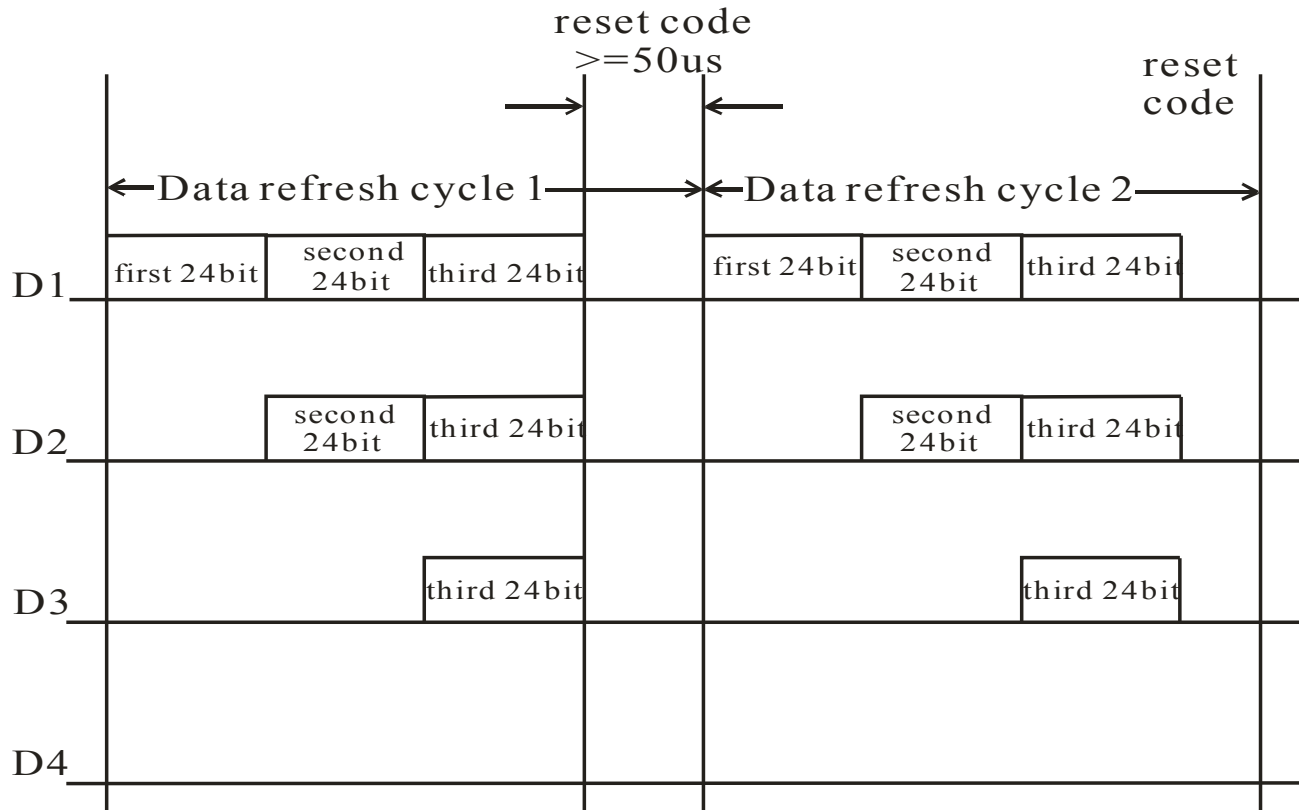 reset code
>=50us
reset
code
Data refresh cycle 1
Data refresh cycle 2
D1
first 24bit
second
24bit
third 24bit
first 24bit
second
24bit
third 24bit
D2
second
24bit
third 24bit
second
24bit
third 24bit
D3
third 24bit
third 24bit
D4